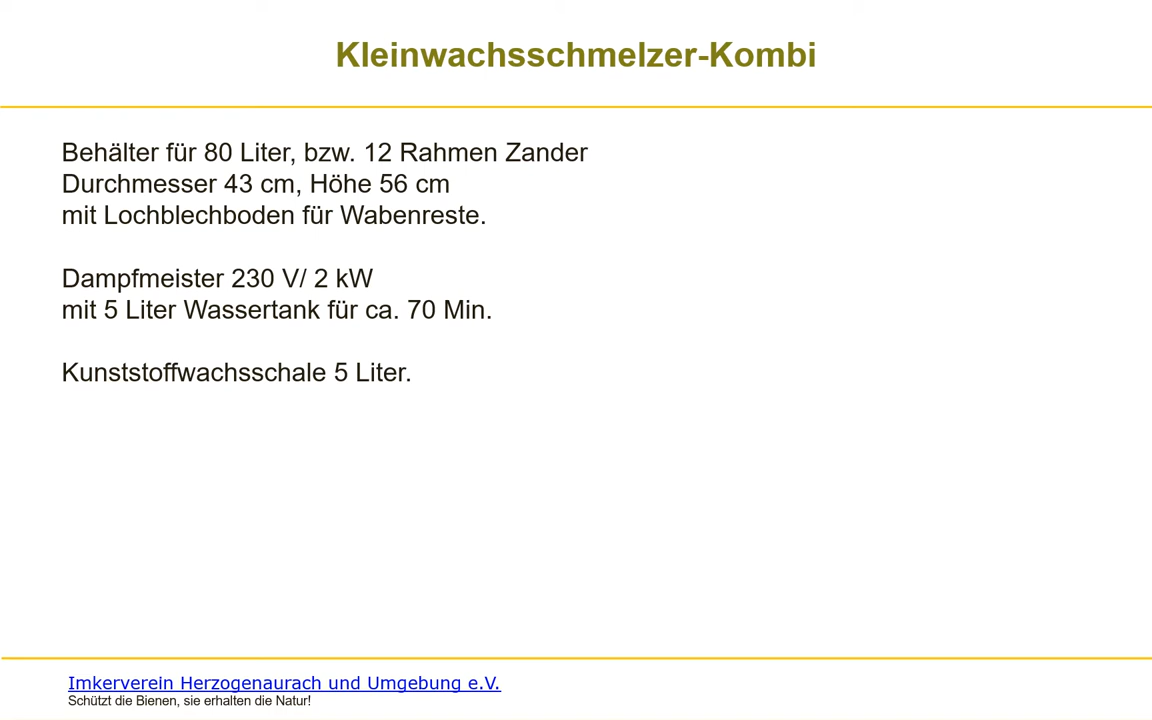 Kleinwachsschmelzer-Kombi
Behälter für 80 Liter, bzw. 12 Rahmen Zander
Durchmesser 43 cm, Höhe 56 cm
mit Lochblechboden für Wabenreste.
Dampfmeister 230 V/ 2 kW
mit 5 Liter Wassertank für ca. 70 Min.
Kunststoffwachsschale 5 Liter.
Imkerverein Herzogenaurach und Umgebung e.V.
Schützt die Bienen, sie erhalten die Natur!